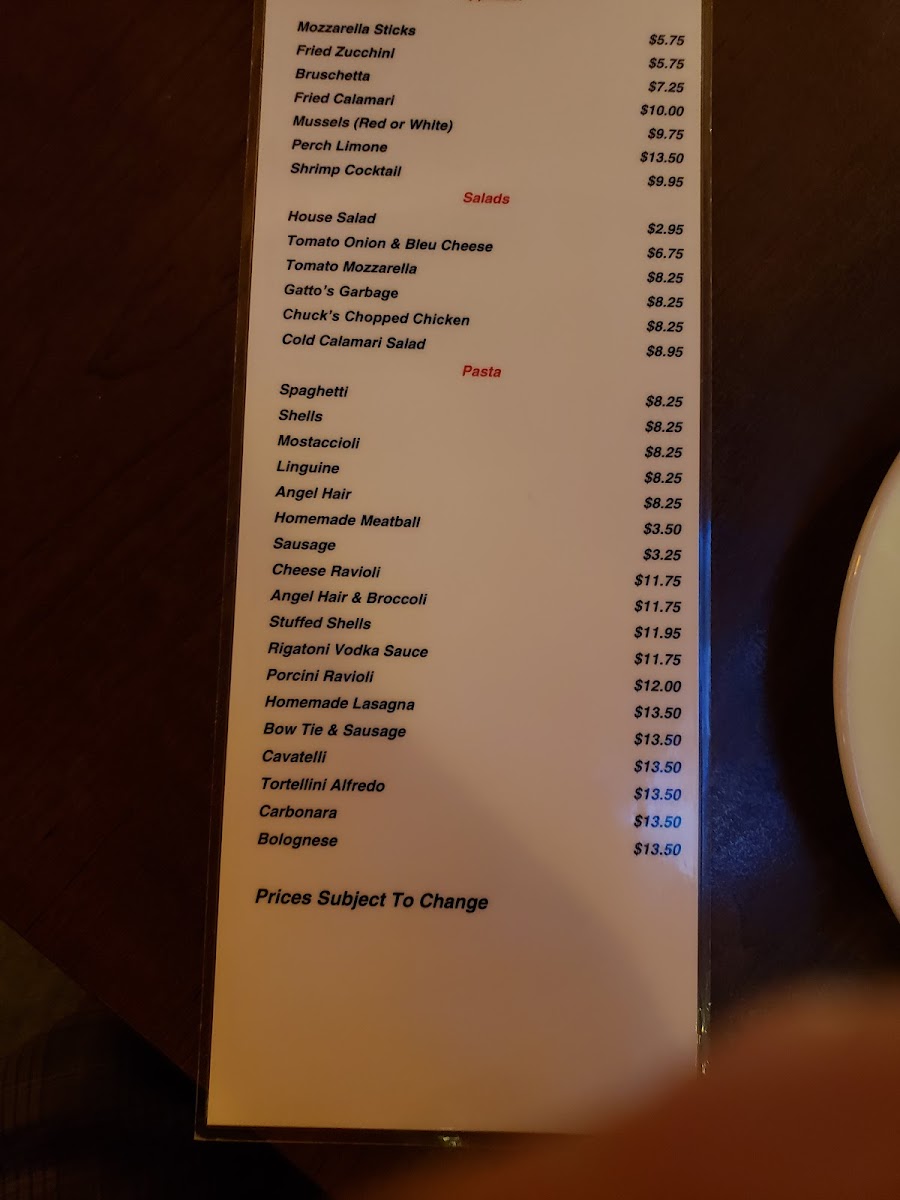 Mozzarella Sticks $5.75
Fried Zucchini $5.75
Bruschetta $7.25
Fried Calamari $10.00
Mussels (Red or White) $9.75
Perch Limone $13.50
Shrimp Cocktail $9.95
Salads
House Salad $2.95
Tomato Onion & Bleu Cheese $6.75
Tomato Mozzarella $8.25
Gatto's Garbage $8.25
Chuck's Chopped Chicken $8.25
Cold Calamari Salad $8.95
Pasta
Spaghetti $8.25
Shells $8.25
Mostaccioli $8.25
Linguine $8.25
Angel Hair $8.25
Homemade Meatball $3.50
Sausage $3.25
Cheese Ravioli $11.75
Angel Hair & Broccoli $11.75
Stuffed Shells $11.95
Rigatoni Vodka Sauce $11.75
Porcini Ravioli $12.00
Homemade Lasagna $13.50
Bow Tie & Sausage $13.50
Cavatelli $13.50
Tortellini Alfredo $13.50
Carbonara $13.50
Bolognese $13.50
Prices Subject To Change